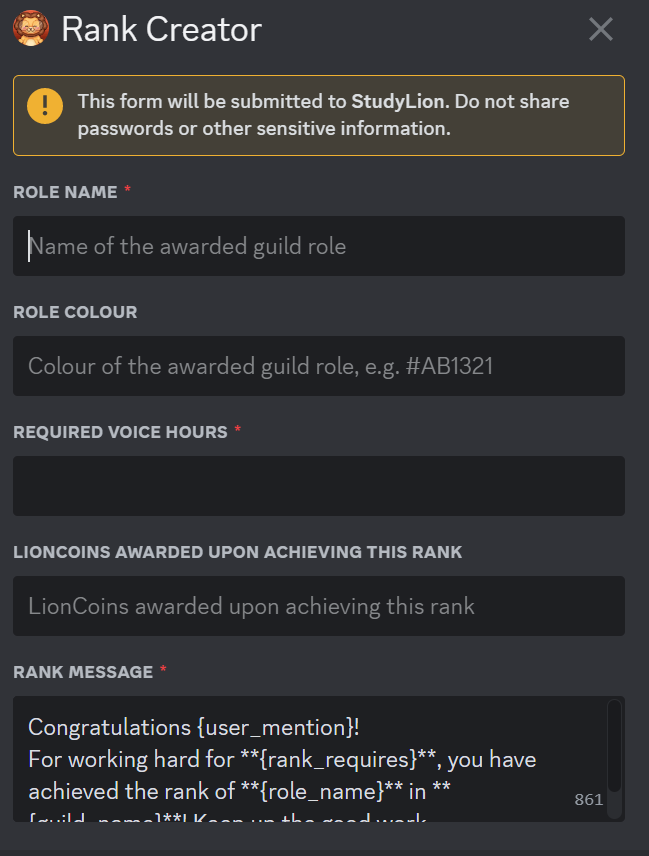 Rank Creator
This form will be submitted to StudyLion. Do not share
passwords or other sensitive information.
ROLE NAME *
Name of the awarded guild role
ROLE COLOUR
Colour of the awarded guild role, e.g. #AB1321
REQUIRED VOICE HOURS *
LIONCOINS AWARDED UPON ACHIEVING THIS RANK
LionCoins awarded upon achieving this rank
RANK MESSAGE *
Congratulations {user_mention}!
For working hard for **{rank_requires}**, you have
achieved the rank of **{role_name}** in **
{guild_name}**! Keep up the good work.
861